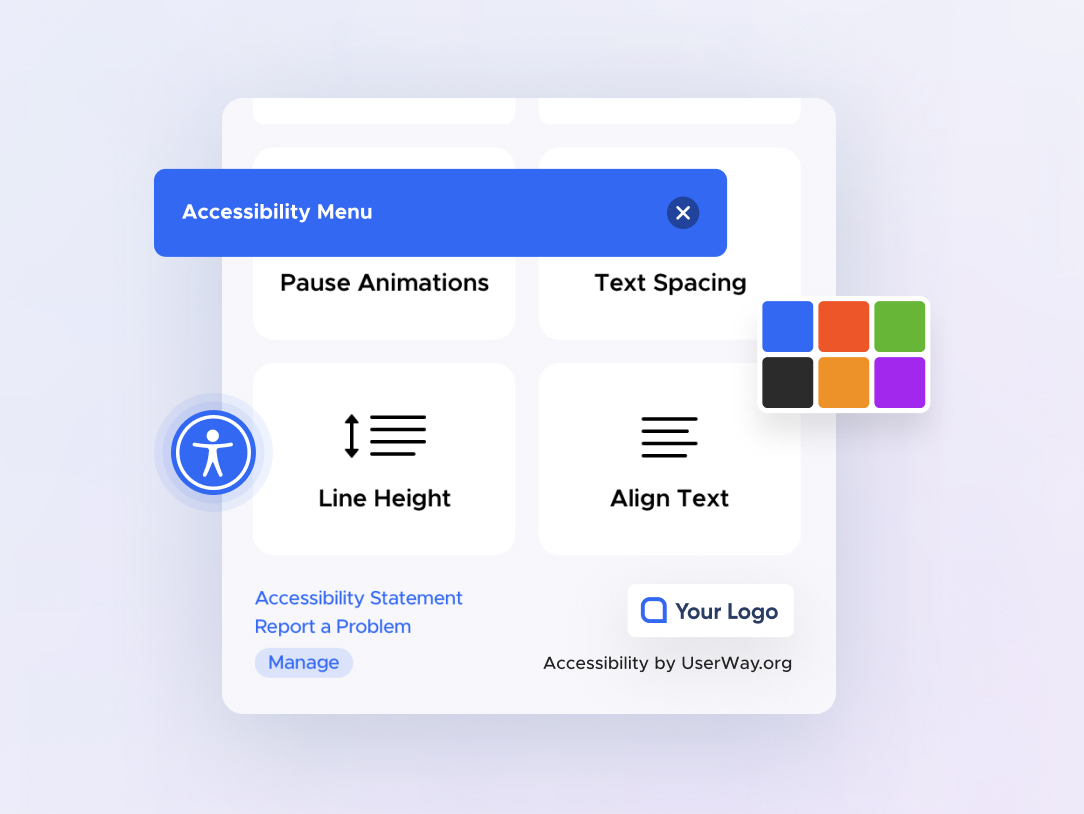 Accessibility Menu
Pause Animations
Text Spacing
Line Height
Align Text
Accessibility Statement
Report a Problem
Manage
Your Logo
Accessibility by UserWay.org